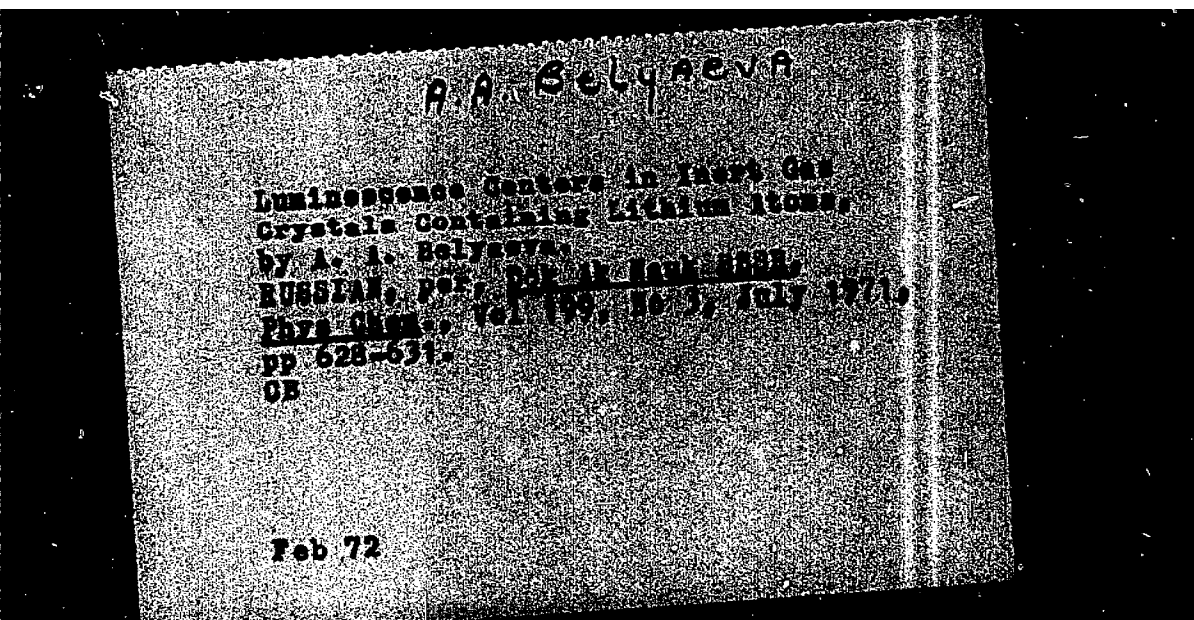 A.A. BelyAevA
Luminescence Centers in Inert Gas
Crystals Containing Lithium Atoms,
by A. A. Belyaeva.
RUSSIAN, per, Dok Ak Nauk SSSR,
Phys Chem., Vol 199, No 3, July 1971,
pp 628-631.
CB
Feb 72